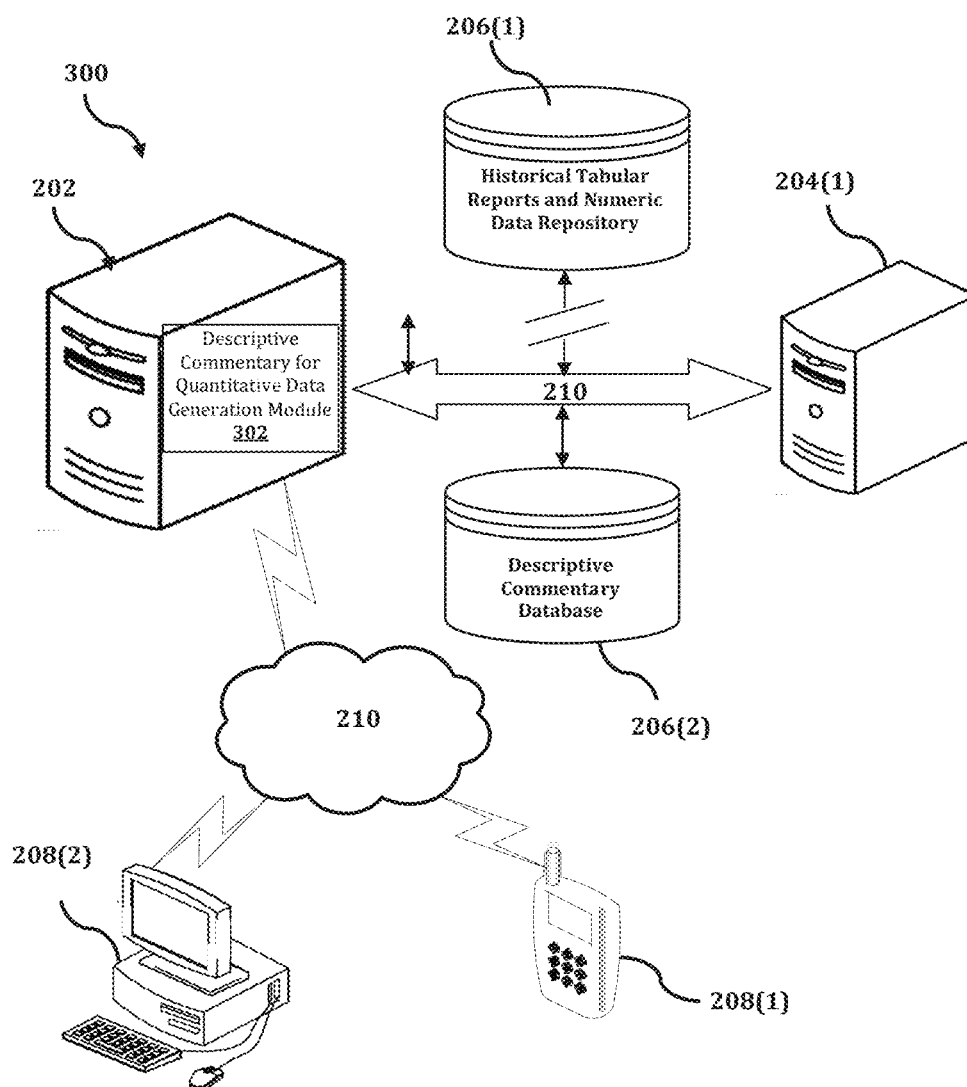 206(1)
300
Historical Tabular
Reports and Numeric
Data Repository
202
204(1)
Descriptive
Commentary for
Quantitative Data
Generation Module
302
210
Descriptive
Commentary
Database
206(2)
210
208(2)
208(1)